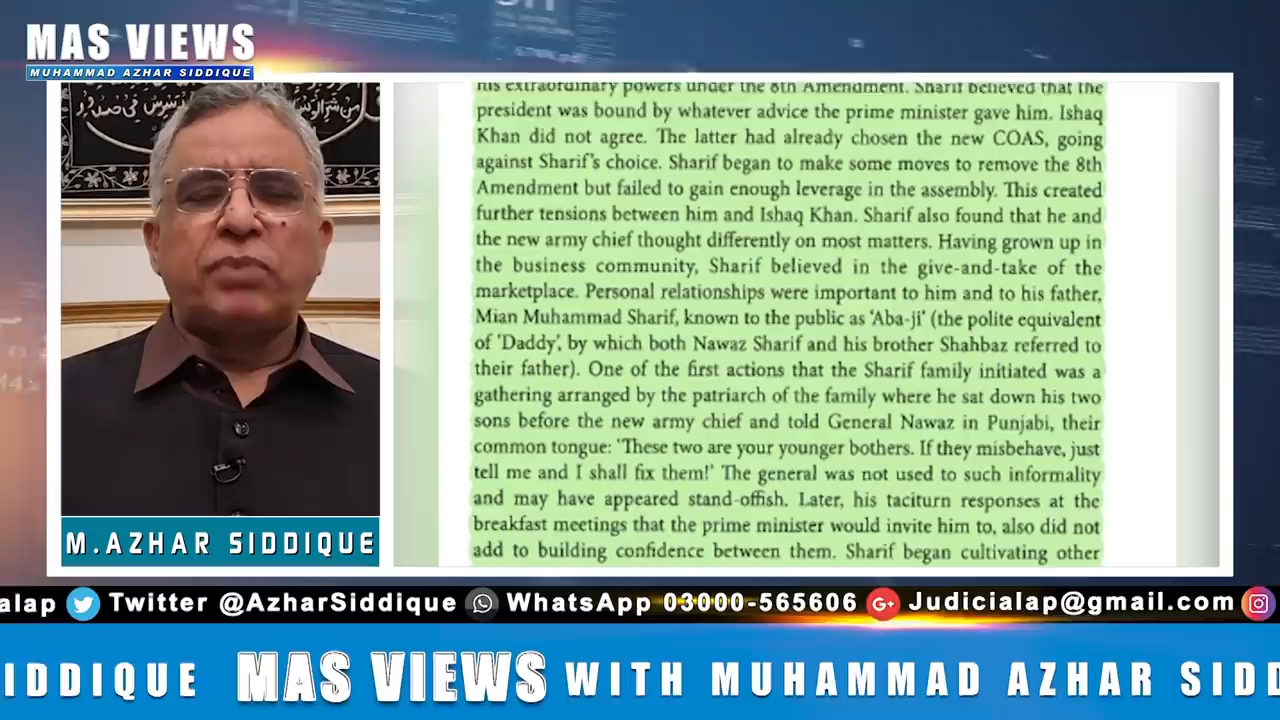 MAS VIEWS
MUHAMMAD AZHAR SIDDIQUE
his extraordinary powers under the 8th Amendment. Sharif believed that the
president was bound by whatever advice the prime minister gave him. Ishaq
Khan did not agree. The latter had already chosen the new COAS, going
against Sharif's choice. Sharif began to make some moves to remove the 8th
Amendment but failed to gain enough leverage in the assembly. This created
further tensions between him and Ishaq Khan. Sharif also found that he and
the new army chief thought differently on most matters. Having grown up in
the business community, Sharif believed in the give-and-take of the
marketplace. Personal relationships were important to him and to his father,
Mian Muhammad Sharif, known to the public as 'Aba-ji' (the polite equivalent
of 'Daddy', by which both Nawaz Sharif and his brother Shahbaz referred to
their father). One of the first actions that the Sharif family initiated was a
gathering arranged by the patriarch of the family where he sat down his two
sons before the new army chief and told General Nawaz in Punjabi, their
common tongue: 'These two are your younger bothers. If they misbehave, just
tell me and I shall fix them!' The general was not used to such informality
and may have appeared stand-offish. Later, his taciturn responses at the
breakfast meetings that the prime minister would invite him to, also did not
add to building confidence between them. Sharif began cultivating other
M.AZHAR SIDDIQUE
alap Twitter @AzharSiddique WhatsApp 03000-565606 G+ Judicialap@gmail.com
IDDIQUE MAS VIEWS WITH MUHAMMAD AZHAR SIDD